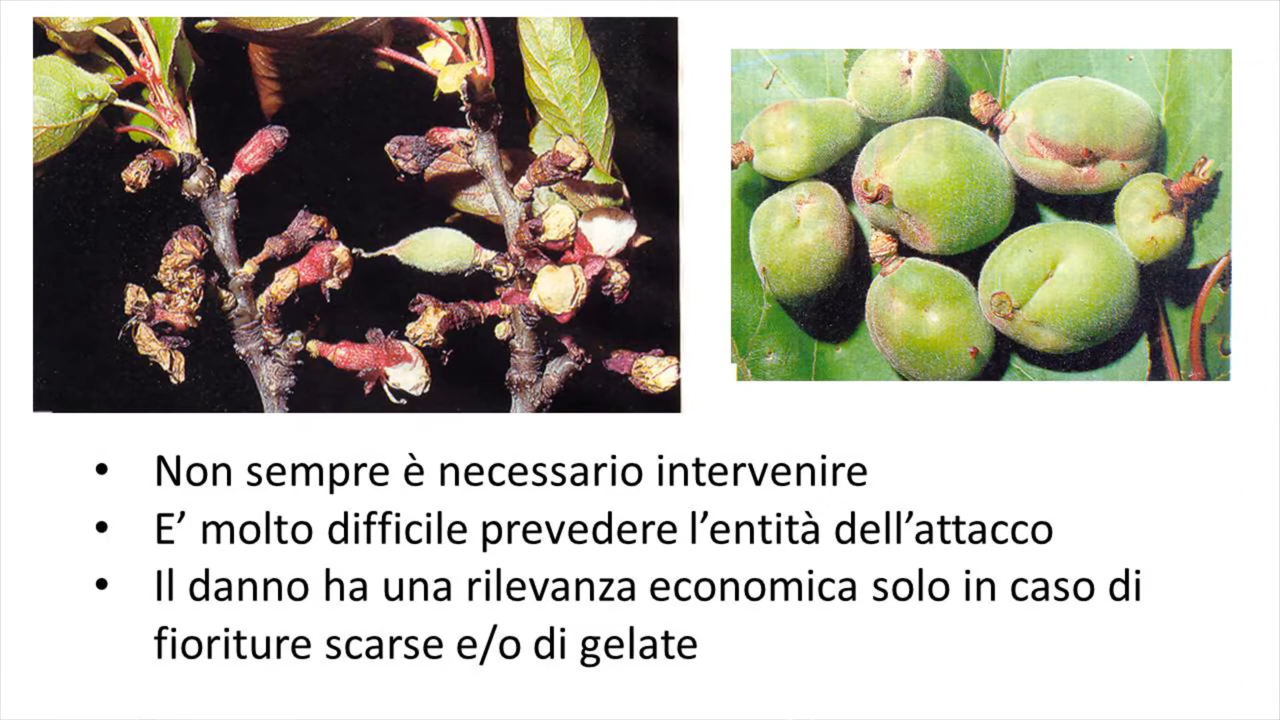 • Non sempre è necessario intervenire
• E’ molto difficile prevedere l’entità dell’attacco
• Il danno ha una rilevanza economica solo in caso di
fioriture scarse e/o di gelate